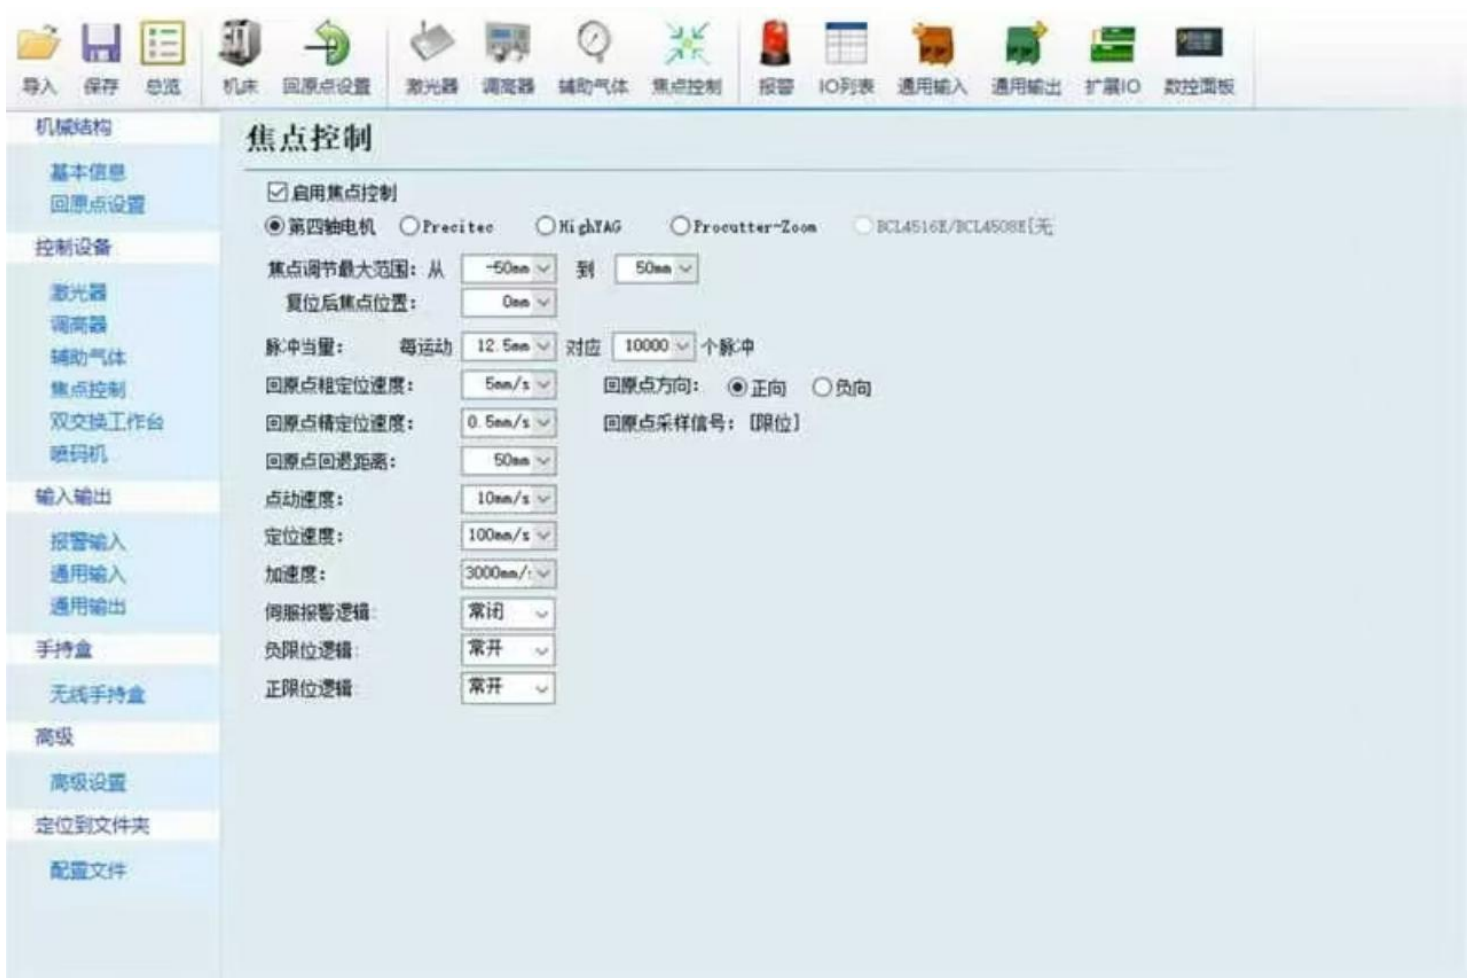 导入 保存 总览 机床 回原点设置 激光器 调高器 辅助气体 焦点控制 报警 IO列表 通用输入 通用输出 扩展IO 数控面板
机械结构
基本信息
回原点设置
控制设备
激光器
调高器
辅助气体
焦点控制
双交换工作台
喷码机
输入输出
报警输入
通用输入
通用输出
手持盒
无线手持盒
高级
高级设置
定位到文件夹
配置文件
焦点控制
启用焦点控制
第四轴电机 Precitec HighYAG Procutter-Zoom BCL4516E/BCL4508E[无
焦点调节最大范围: 从 -50mm 到 50mm
复位后焦点位置: 0mm
脉冲当量: 每运动 12.5mm 对应 10000 个脉冲
回原点粗定位速度: 5mm/s 回原点方向: 正向 负向
回原点精定位速度: 0.5mm/s 回原点采样信号: [限位]
回原点回退距离: 50mm
点动速度: 10mm/s
定位速度: 100mm/s
加速度: 3000mm/s
伺服报警逻辑: 常闭
负限位逻辑: 常开
正限位逻辑: 常开